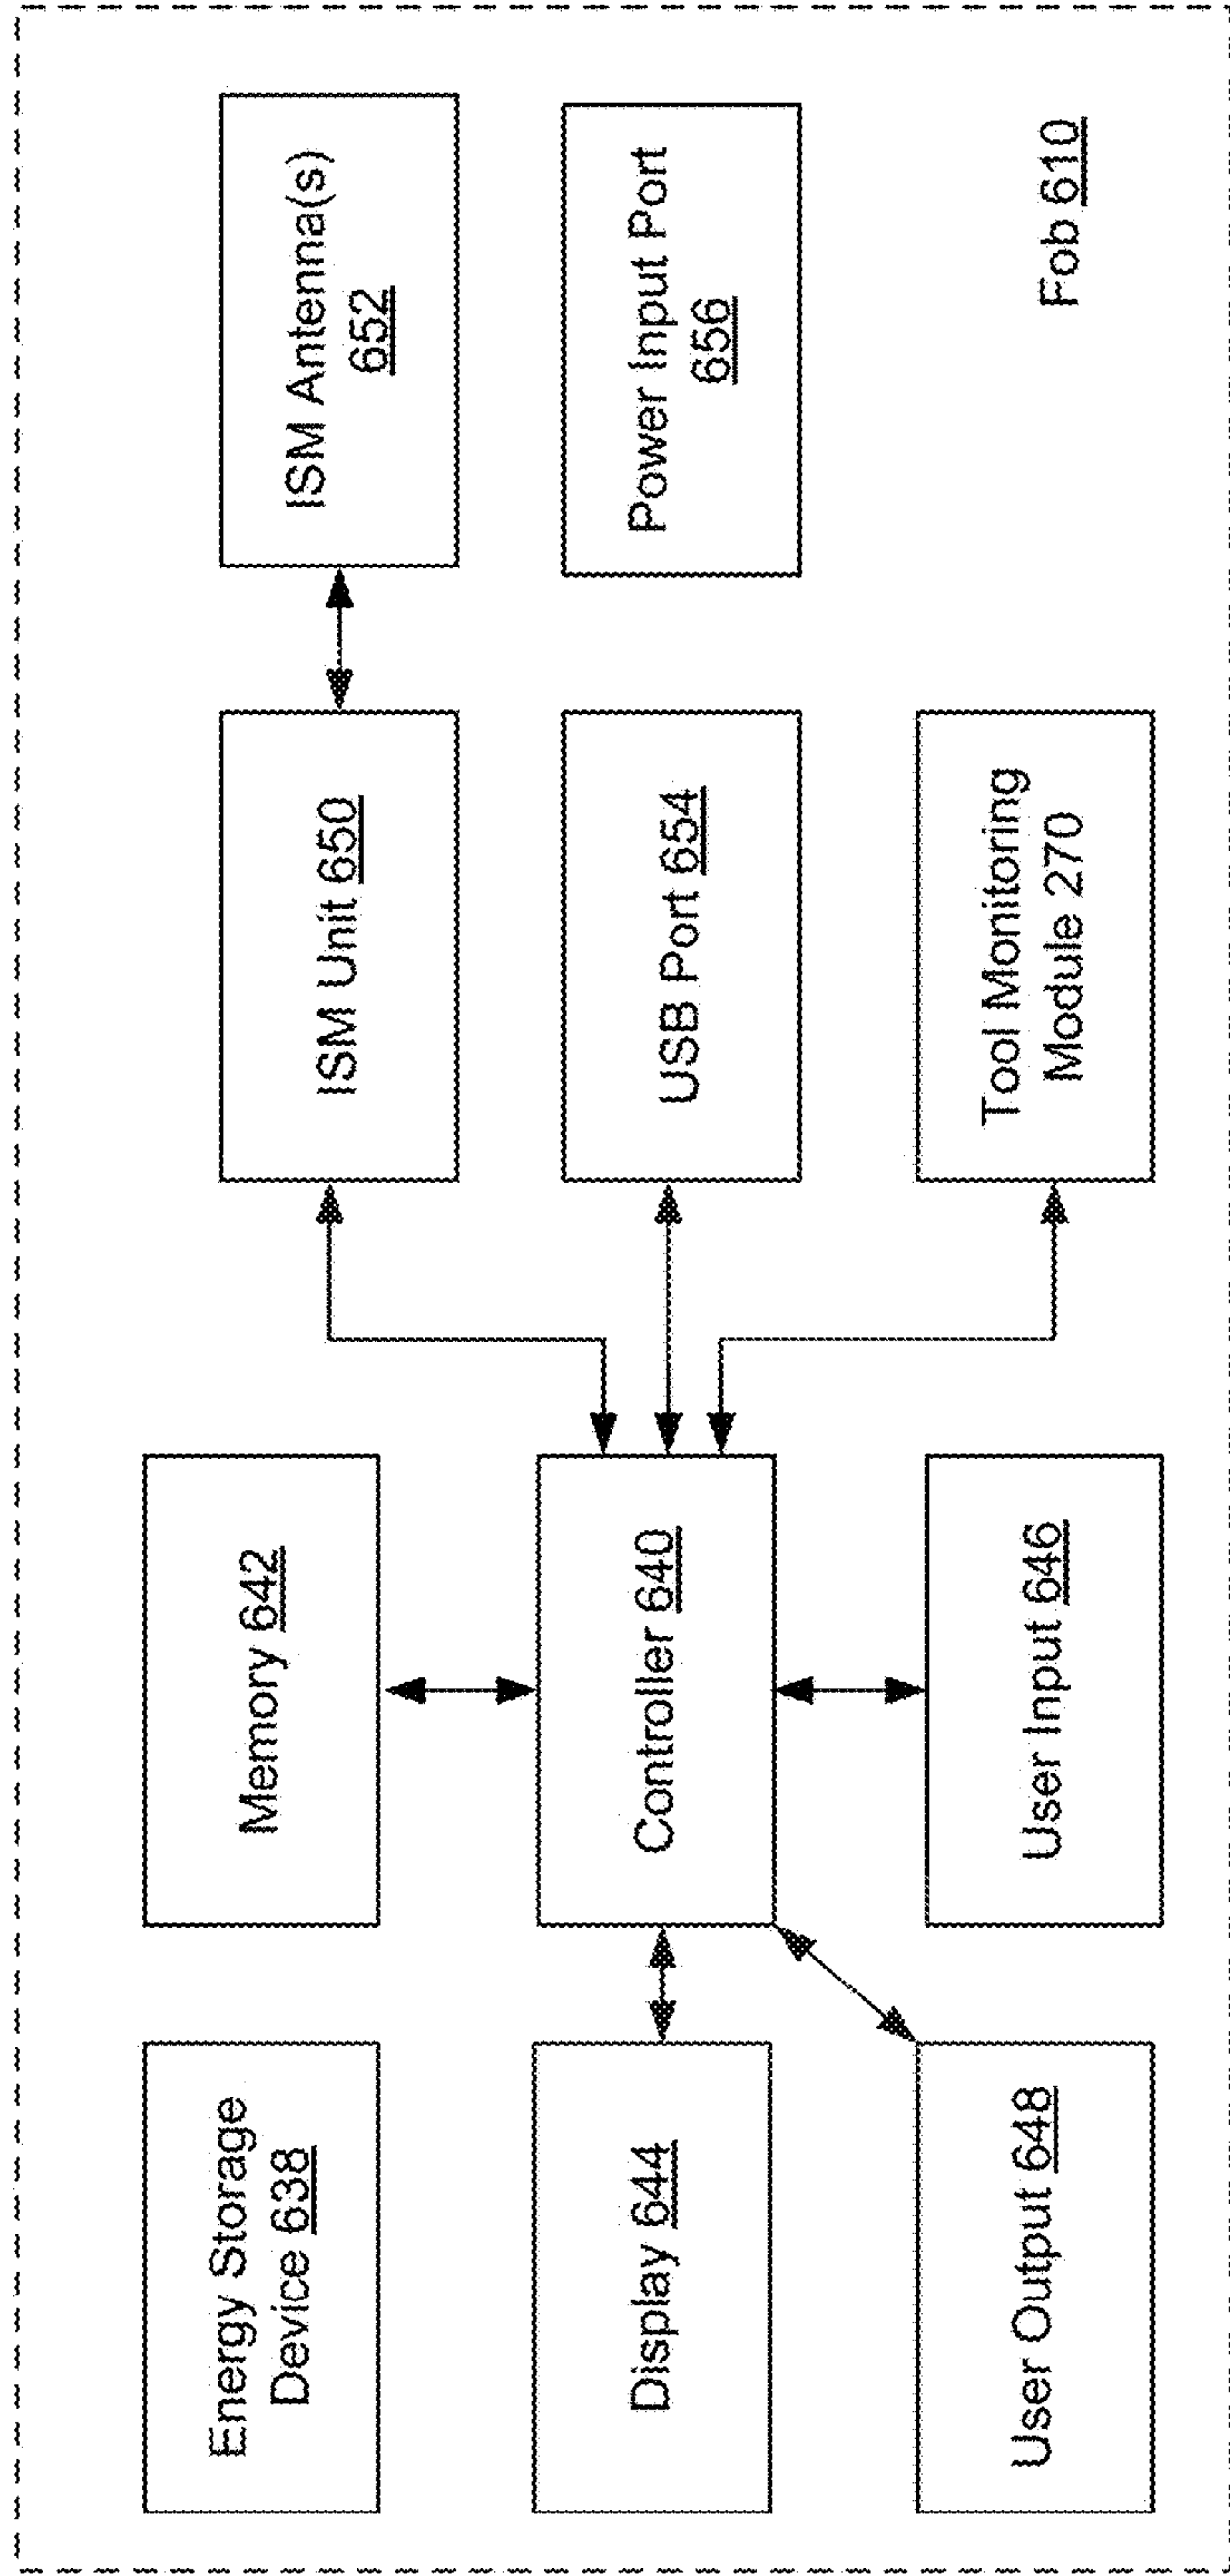 Energy Storage
Device 638
Memory 642
ISM Unit 650
ISM Antenna(s)
652
Display 644
Controller 640
USB Port 654
Power Input Port
656
User Output 648
User Input 646
Tool Monitoring
Module 270
Fob 610